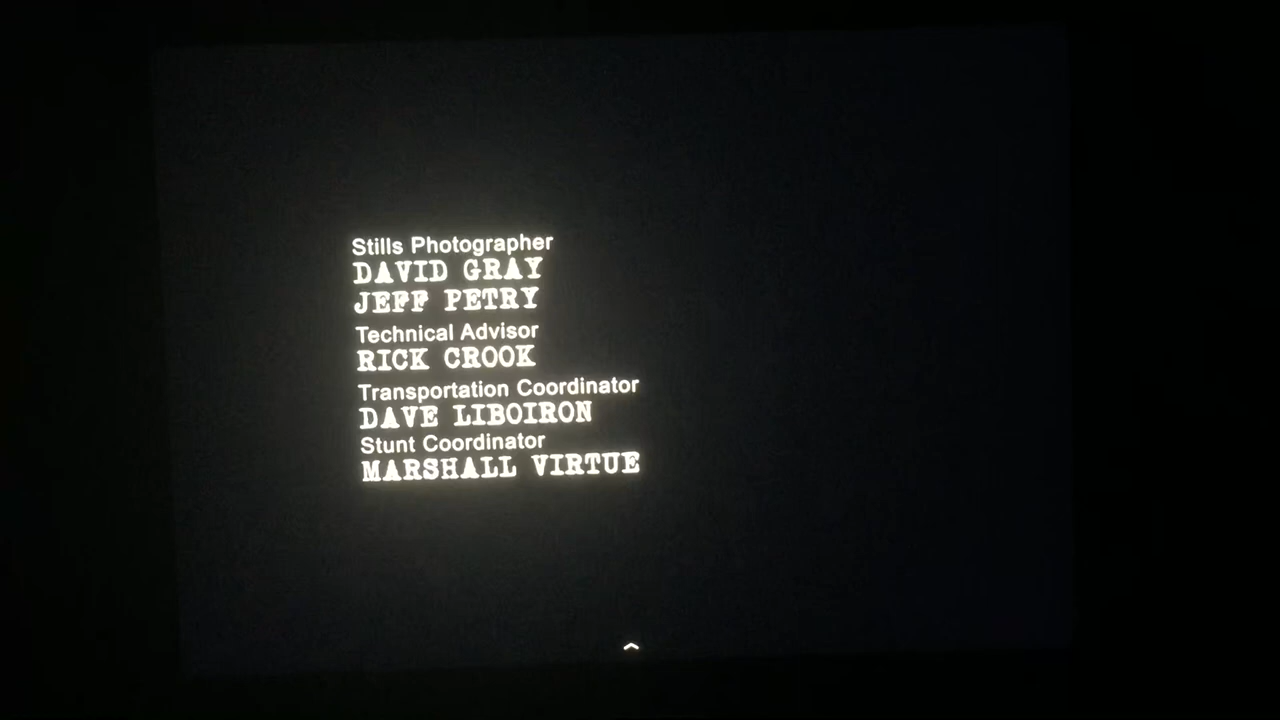 Stills Photographer
DAVID GRAY
JEFF PETRY
Technical Advisor
RICK CROOK
Transportation Coordinator
DAVE LIBOIRON
Stunt Coordinator
MARSHALL VIRTUE